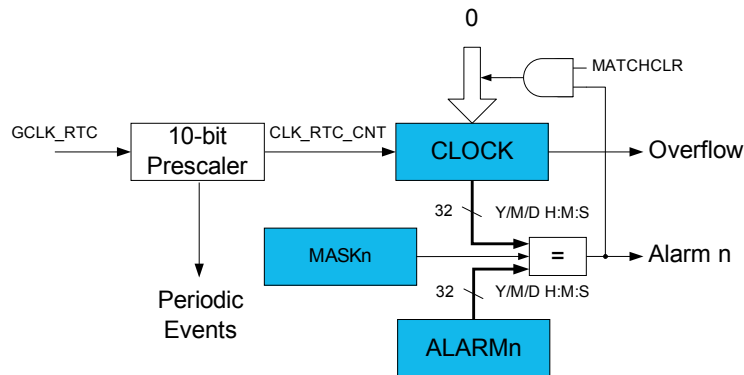 0
MATCHCLR
GCLK_RTC
10-bit
Prescaler
CLK_RTC_CNT
CLOCK
Overflow
32
Y/M/D H:M:S
MASKn
=
Alarm n
32
Y/M/D H:M:S
Periodic
Events
ALARMn